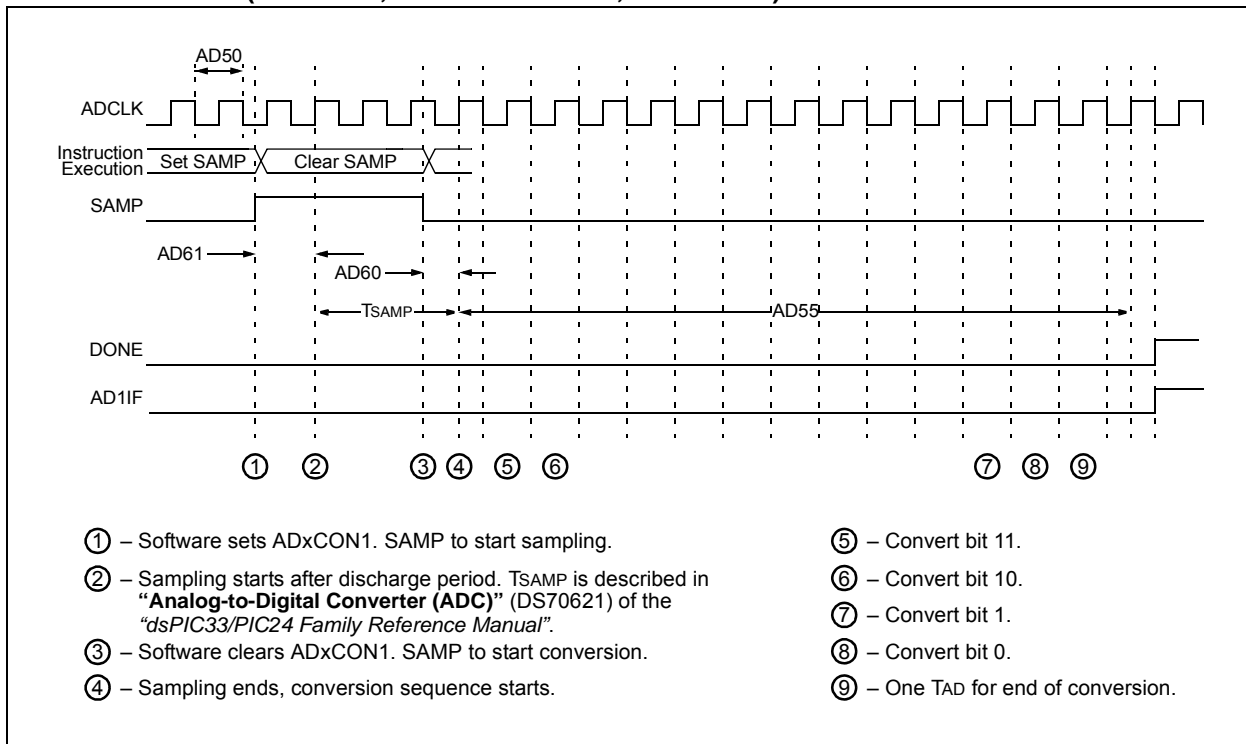 AD50
ADCLK
Instruction
Execution
Set SAMP
Clear SAMP
SAMP
AD61
AD60
TSAMP
AD55
DONE
AD1IF
1 2 3 4 5 6 7 8 9
1 – Software sets ADxCON1. SAMP to start sampling.
2 – Sampling starts after discharge period. TSAMP is described in
“Analog-to-Digital Converter (ADC)” (DS70621) of the
“dsPIC33/PIC24 Family Reference Manual”.
3 – Software clears ADxCON1. SAMP to start conversion.
4 – Sampling ends, conversion sequence starts.
5 – Convert bit 11.
6 – Convert bit 10.
7 – Convert bit 1.
8 – Convert bit 0.
9 – One TAD for end of conversion.